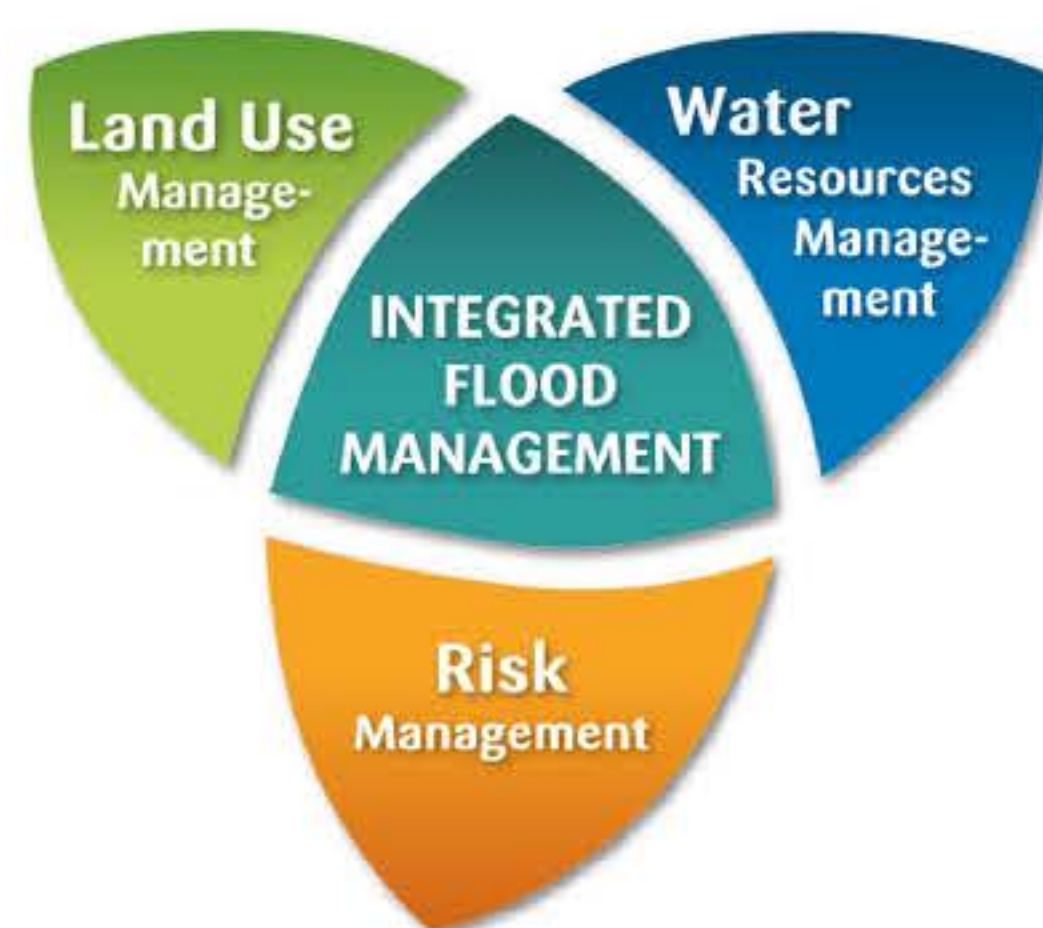 Land Use
Manage-
ment
Water
Resources
Manage-
ment
INTEGRATED
FLOOD
MANAGEMENT
Risk
Management